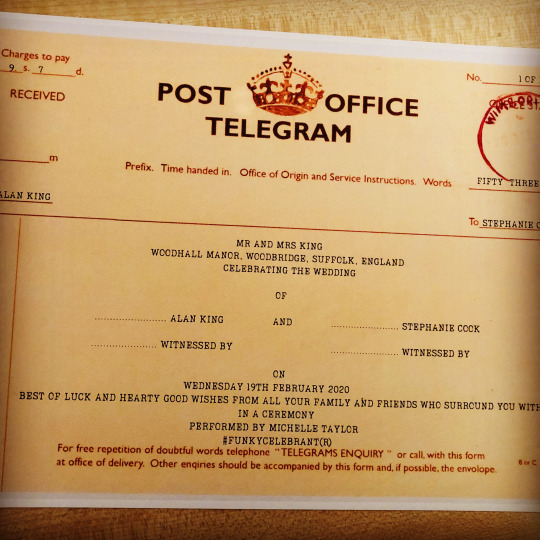 Charges to pay
9 s. 7 d.
RECEIVED
POST OFFICE
TELEGRAM
No. 1 OF
m
Prefix. Time handed in. Office of Origin and Service Instructions. Words
FIFTY THREE
ALAN KING
To STEPHANIE C
MR AND MRS KING
WOODHALL MANOR, WOODBRIDGE, SUFFOLK, ENGLAND
CELEBRATING THE WEDDING
OF
........................ ALAN KING AND ........................ STEPHANIE COCK
........................ WITNESSED BY ........................ WITNESSED BY
ON
WEDNESDAY 19TH FEBRUARY 2020
BEST OF LUCK AND HEARTY GOOD WISHES FROM ALL YOUR FAMILY AND FRIENDS WHO SURROUND YOU WITH
IN A CEREMONY
PERFORMED BY MICHELLE TAYLOR
#FUNKYCELEBRANT(R)
For free repetition of doubtful words telephone "TELEGRAMS ENQUIRY" or call, with this form
at office of delivery. Other enqiries should be accompanied by this form and, if possible, the envolope.
B or C